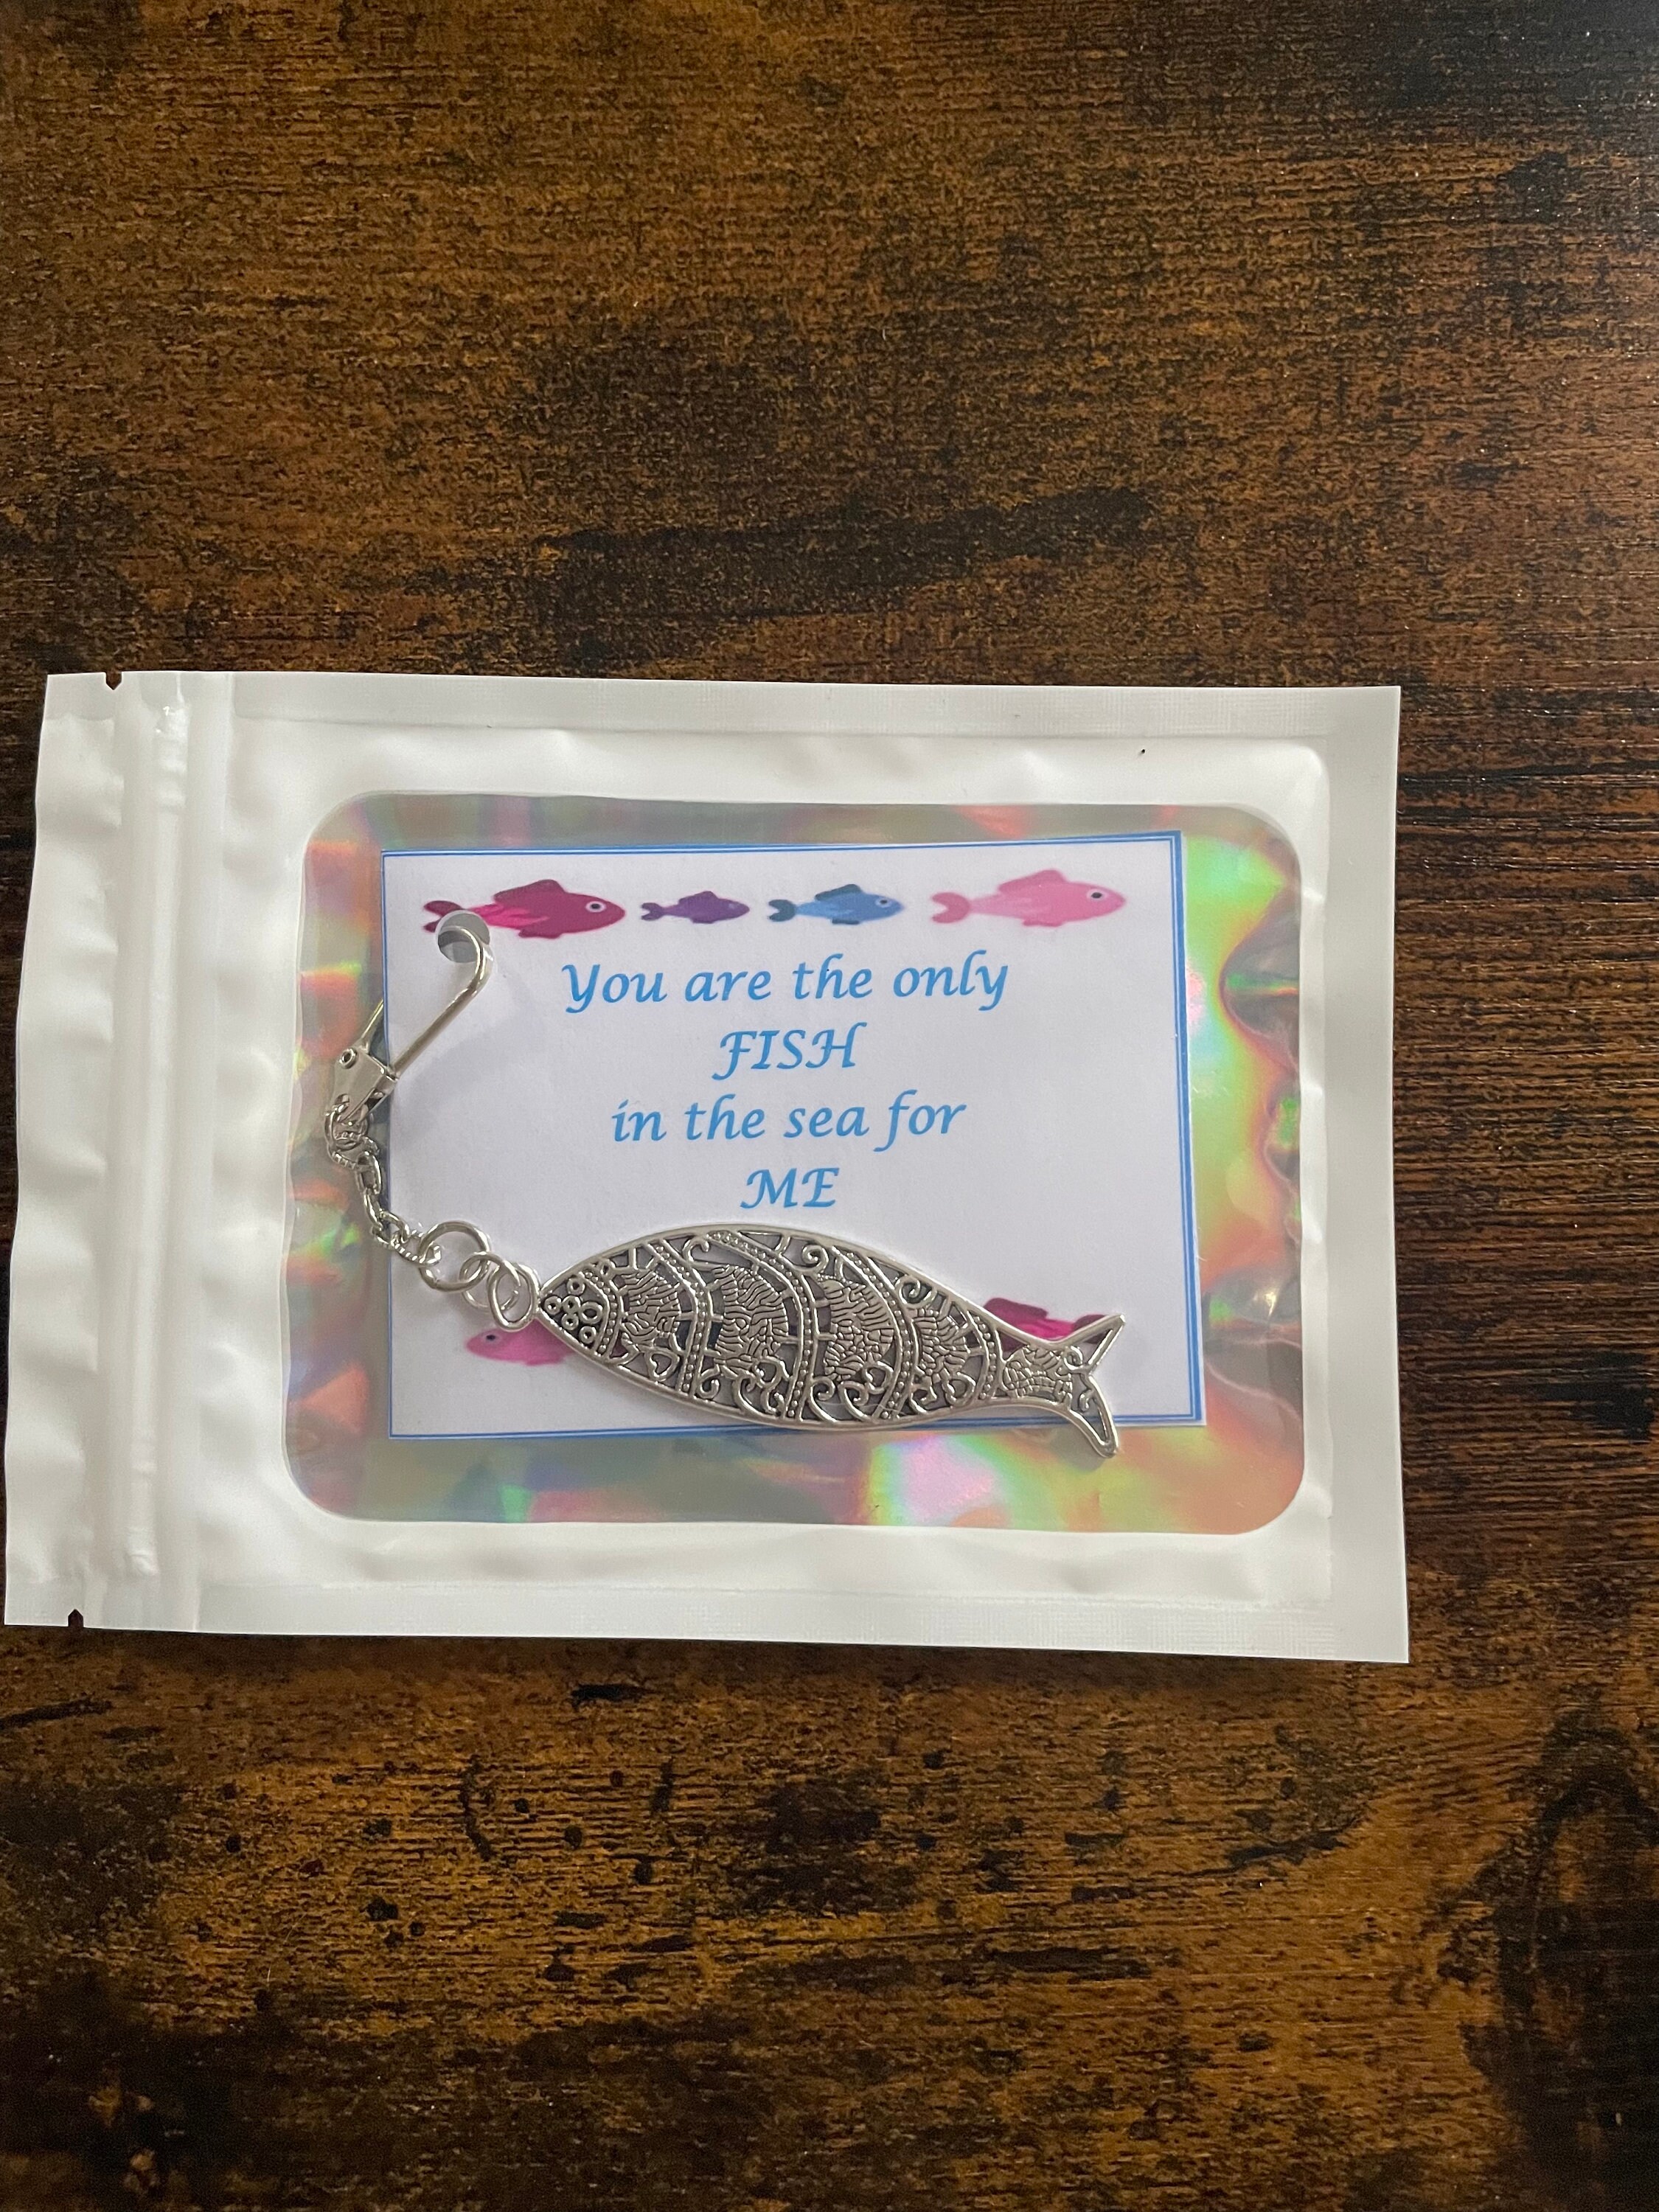 You are the only
FISH
in the sea for
ME